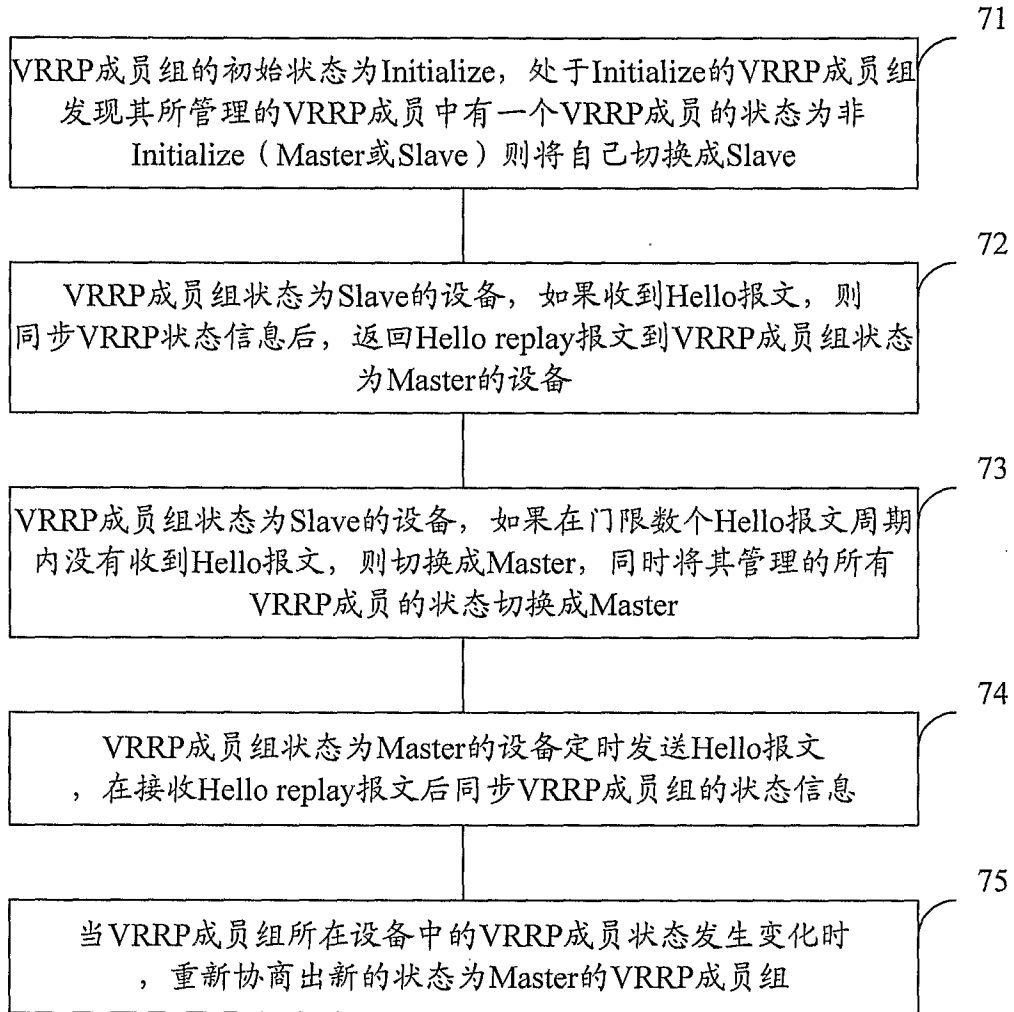 71
VRRP成员组的初始状态为Initialize，处于Initialize的VRRP成员组
发现其所管理的VRRP成员中有一个VRRP成员的状态为非
Initialize（Master或Slave）则将自己切换成Slave
72
VRRP成员组状态为Slave的设备，如果收到Hello报文，则
同步VRRP状态信息后，返回Hello replay报文到VRRP成员组状态
为Master的设备
73
VRRP成员组状态为Slave的设备，如果在门限数个Hello报文周期
内没有收到Hello报文，则切换成Master，同时将其管理的所有
VRRP成员的状态切换成Master
74
VRRP成员组状态为Master的设备定时发送Hello报文
，在接收Hello replay报文后同步VRRP成员组的状态信息
75
当VRRP成员组所在设备中的VRRP成员状态发生变化时
，重新协商出新的状态为Master的VRRP成员组